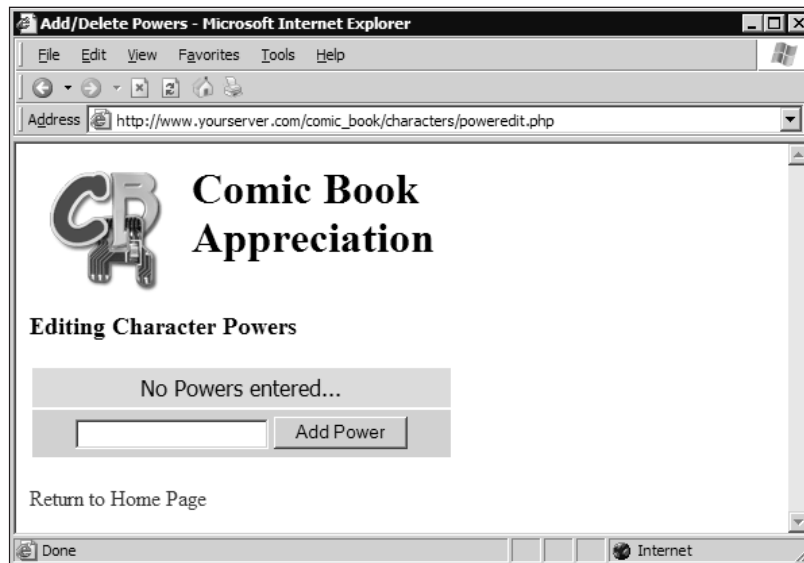 Add/Delete Powers - Microsoft Internet Explorer
File Edit View Favorites Tools Help
Address http://www.yourserver.com/comic_book/characters/poweredit.php
CBA
Comic Book
Appreciation
Editing Character Powers
No Powers entered...
Add Power
Return to Home Page
Done
Internet